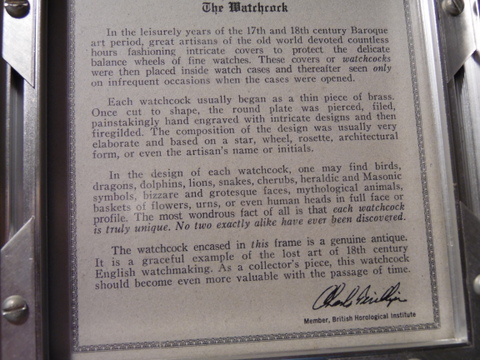 The Watchcock
In the leisurely years of the 17th and 18th century Baroque
art period, great artisans of the old world devoted countless
hours fashioning intricate covers to protect the delicate
balance wheels of fine watches. These covers or watchcocks
were then placed inside watch cases and thereafter seen only
on infrequent occasions when the cases were opened.
Each watchcock usually began as a thin piece of brass.
Once cut to shape, the round plate was pierced, filed,
painstakingly hand engraved with intricate designs and then
firegilded. The composition of the design was usually very
elaborate and based on a star, wheel, rosette, architectural
form, or even the artisan's name or initials.
In the design of each watchcock, one may find birds,
dragons, dolphins, lions, snakes, cherubs, heraldic and Masonic
symbols, bizzare and grotesque faces, mythological animals,
baskets of flowers, urns, or even human heads in full face or
profile. The most wondrous fact of all is that each watchcock
is truly unique. No two exactly alike have ever been discovered.
The watchcock encased in this frame is a genuine antique.
It is a graceful example of the lost art of 18th century
English watchmaking. As a collector's piece, this watchcock
should become even more valuable with the passage of time.
Member, British Horological Institute